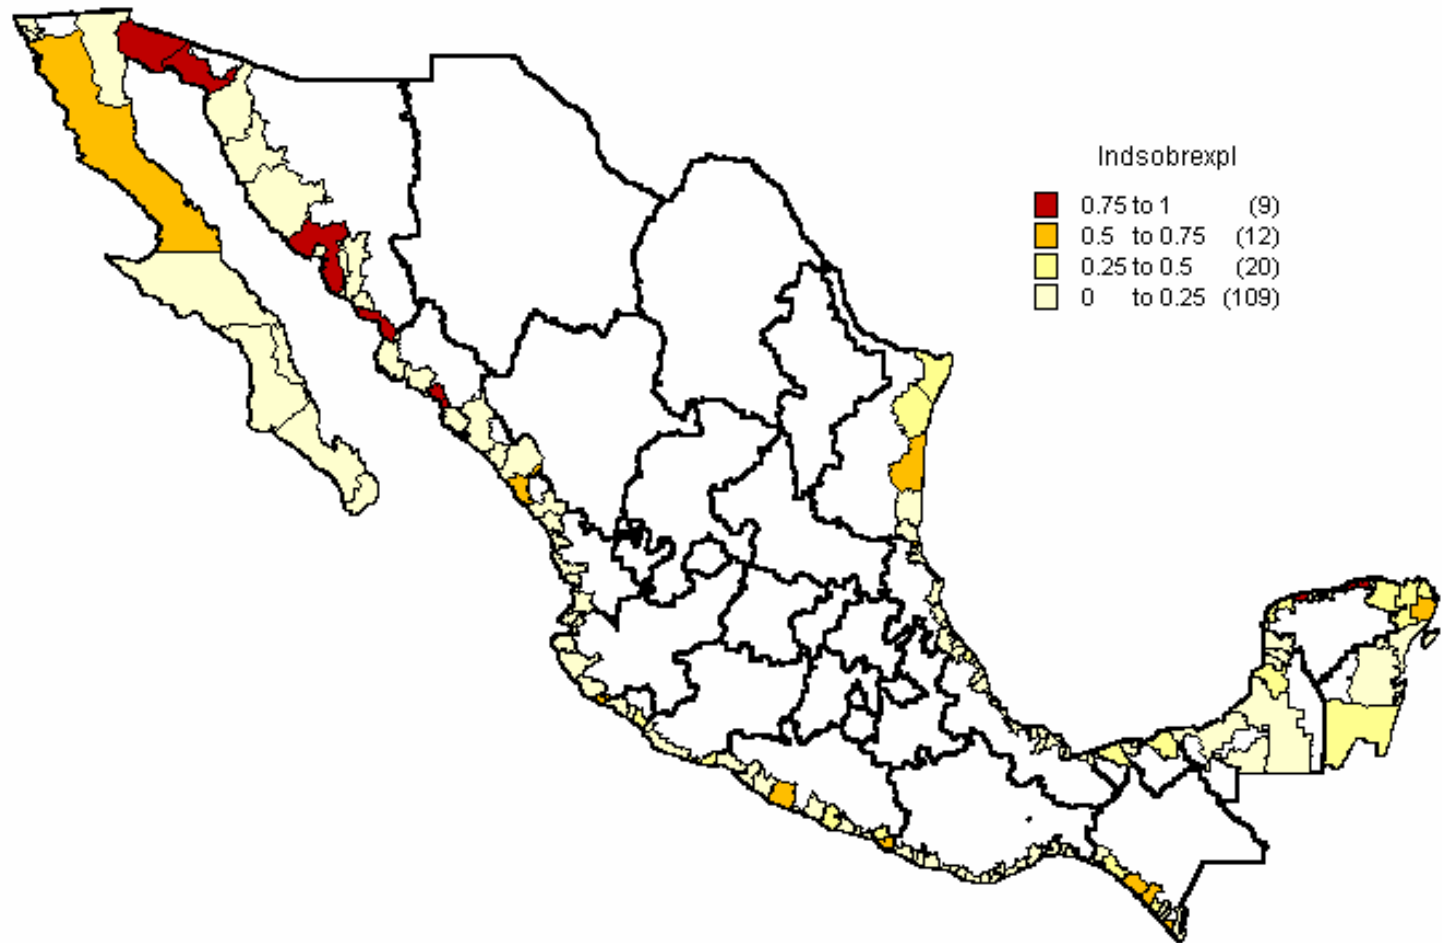 Indsobrexpl
0.75 to 1 (9)
0.5 to 0.75 (12)
0.25 to 0.5 (20)
0 to 0.25 (109)